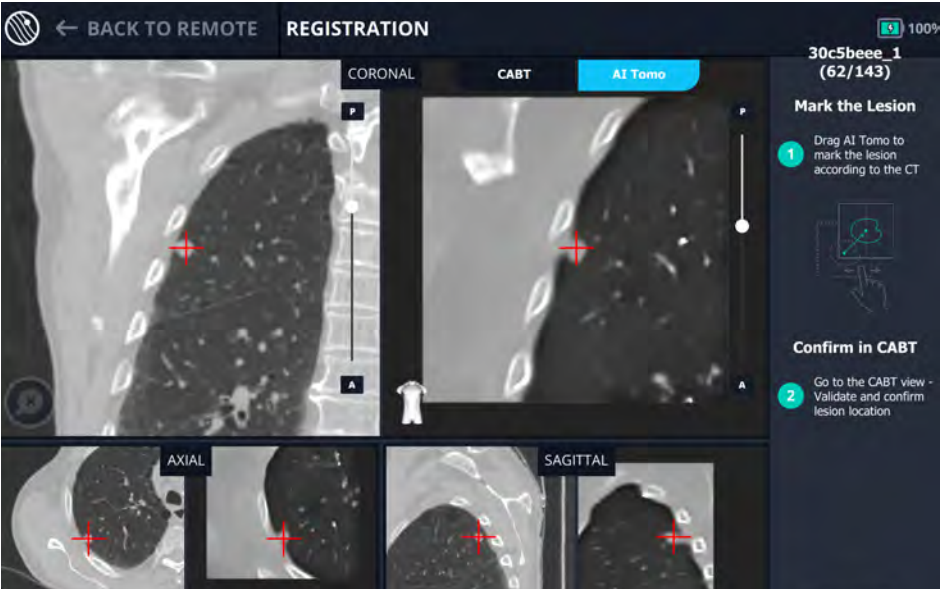 ← BACK TO REMOTE
REGISTRATION
100%
30c5beee_1
(62/143)
CORONAL
CABT
AI Tomo
P
P
A
A
Mark the Lesion
1
Drag AI Tomo to
mark the lesion
according to the CT
Confirm in CABT
2
Go to the CABT view -
Validate and confirm
lesion location
AXIAL
SAGITTAL